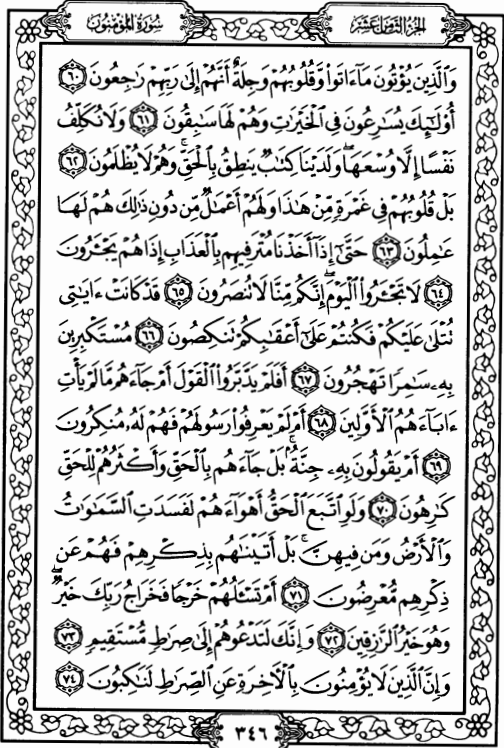 الجزء الثامن عشر
سورة المؤمنون
وَٱلَّذِينَ يُؤْتُونَ مَآ ءَاتَوا۟ وَّقُلُوبُهُمْ وَجِلَةٌ أَنَّهُمْ إِلَىٰ رَبِّهِمْ رَٰجِعُونَ ٦٠
أُو۟لَٰٓئِكَ يُسَٰرِعُونَ فِى ٱلْخَيْرَٰتِ وَهُمْ لَهَا سَٰبِقُونَ ٦١ وَلَا نُكَلِّفُ
نَفْسًا إِلَّا وُسْعَهَا ۖ وَلَدَيْنَا كِتَٰبٌ يَنطِقُ بِٱلْحَقِّ ۚ وَهُمْ لَا يُظْلَمُونَ ٦٢
بَلْ قُلُوبُهُمْ فِى غَمْرَةٍ مِّنْ هَٰذَا وَلَهُمْ أَعْمَٰلٌ مِّن دُونِ ذَٰلِكَ هُمْ لَهَا
عَٰمِلُونَ ٦٣ حَتَّىٰٓ إِذَآ أَخَذْنَا مُتْرَفِيهِم بِٱلْعَذَابِ إِذَا هُمْ يَجْـَٔرُونَ
٦٤ لَا تَجْـَٔرُوا۟ ٱلْيَوْمَ ۖ إِنَّكُم مِّنَّا لَا تُنصَرُونَ ٦٥ قَدْ كَانَتْ ءَايَٰتِى
تُتْلَىٰ عَلَيْكُمْ فَكُنتُمْ عَلَىٰٓ أَعْقَٰبِكُمْ تَنكِصُونَ ٦٦ مُسْتَكْبِرِينَ
بِهِۦ سَٰمِرًا تَهْجُرُونَ ٦٧ أَفَلَمْ يَدَّبَّرُوا۟ ٱلْقَوْلَ أَمْ جَآءَهُم مَّا لَمْ يَأْتِ
ءَابَآءَهُمُ ٱلْأَوَّلِينَ ٦٨ أَمْ لَمْ يَعْرِفُوا۟ رَسُولَهُمْ فَهُمْ لَهُۥ مُنكِرُونَ
٦٩ أَمْ يَقُولُونَ بِهِۦ جِنَّةٌۢ ۚ بَلْ جَآءَهُم بِٱلْحَقِّ وَأَكْثَرُهُمْ لِلْحَقِّ
كَٰرِهُونَ ٧٠ وَلَوِ ٱتَّبَعَ ٱلْحَقُّ أَهْوَآءَهُمْ لَفَسَدَتِ ٱلسَّمَٰوَٰتُ
وَٱلْأَرْضُ وَمَن فِيهِنَّ ۚ بَلْ أَتَيْنَٰهُم بِذِكْرِهِمْ فَهُمْ عَن
ذِكْرِهِم مُّعْرِضُونَ ٧١ أَمْ تَسْـَٔلُهُمْ خَرْجًا فَخَرَاجُ رَبِّكَ خَيْرٌ ۖ
وَهُوَ خَيْرُ ٱلرَّٰزِقِينَ ٧٢ وَإِنَّكَ لَتَدْعُوهُمْ إِلَىٰ صِرَٰطٍ مُّسْتَقِيمٍ ٧٣
وَإِنَّ ٱلَّذِينَ لَا يُؤْمِنُونَ بِٱلْءَاخِرَةِ عَنِ ٱلصِّرَٰطِ لَنَٰكِبُونَ ٧٤
٣٤٦